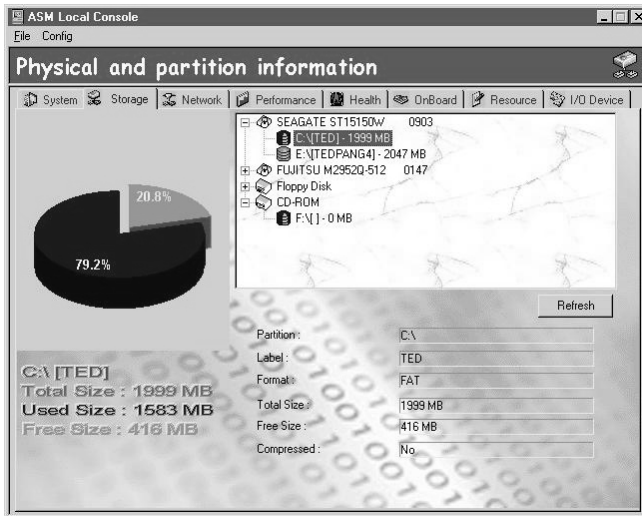 ASM Local Console
File Config
Physical and partition information
System Storage Network Performance Health OnBoard Resource I/O Device
SEAGATE ST15150W 0903
C:\[TED] - 1999 MB
E:\[TEDPANG4] - 2047 MB
FUJITSU M2952Q-512 0147
Floppy Disk
CD-ROM
F:\[ ] - 0 MB
20.8%
79.2%
Refresh
Partition : C:\
Label : TED
Format : FAT
Total Size : 1999 MB
Free Size : 416 MB
Compressed : No
C:\ [TED]
Total Size : 1999 MB
Used Size : 1583 MB
Free Size : 416 MB